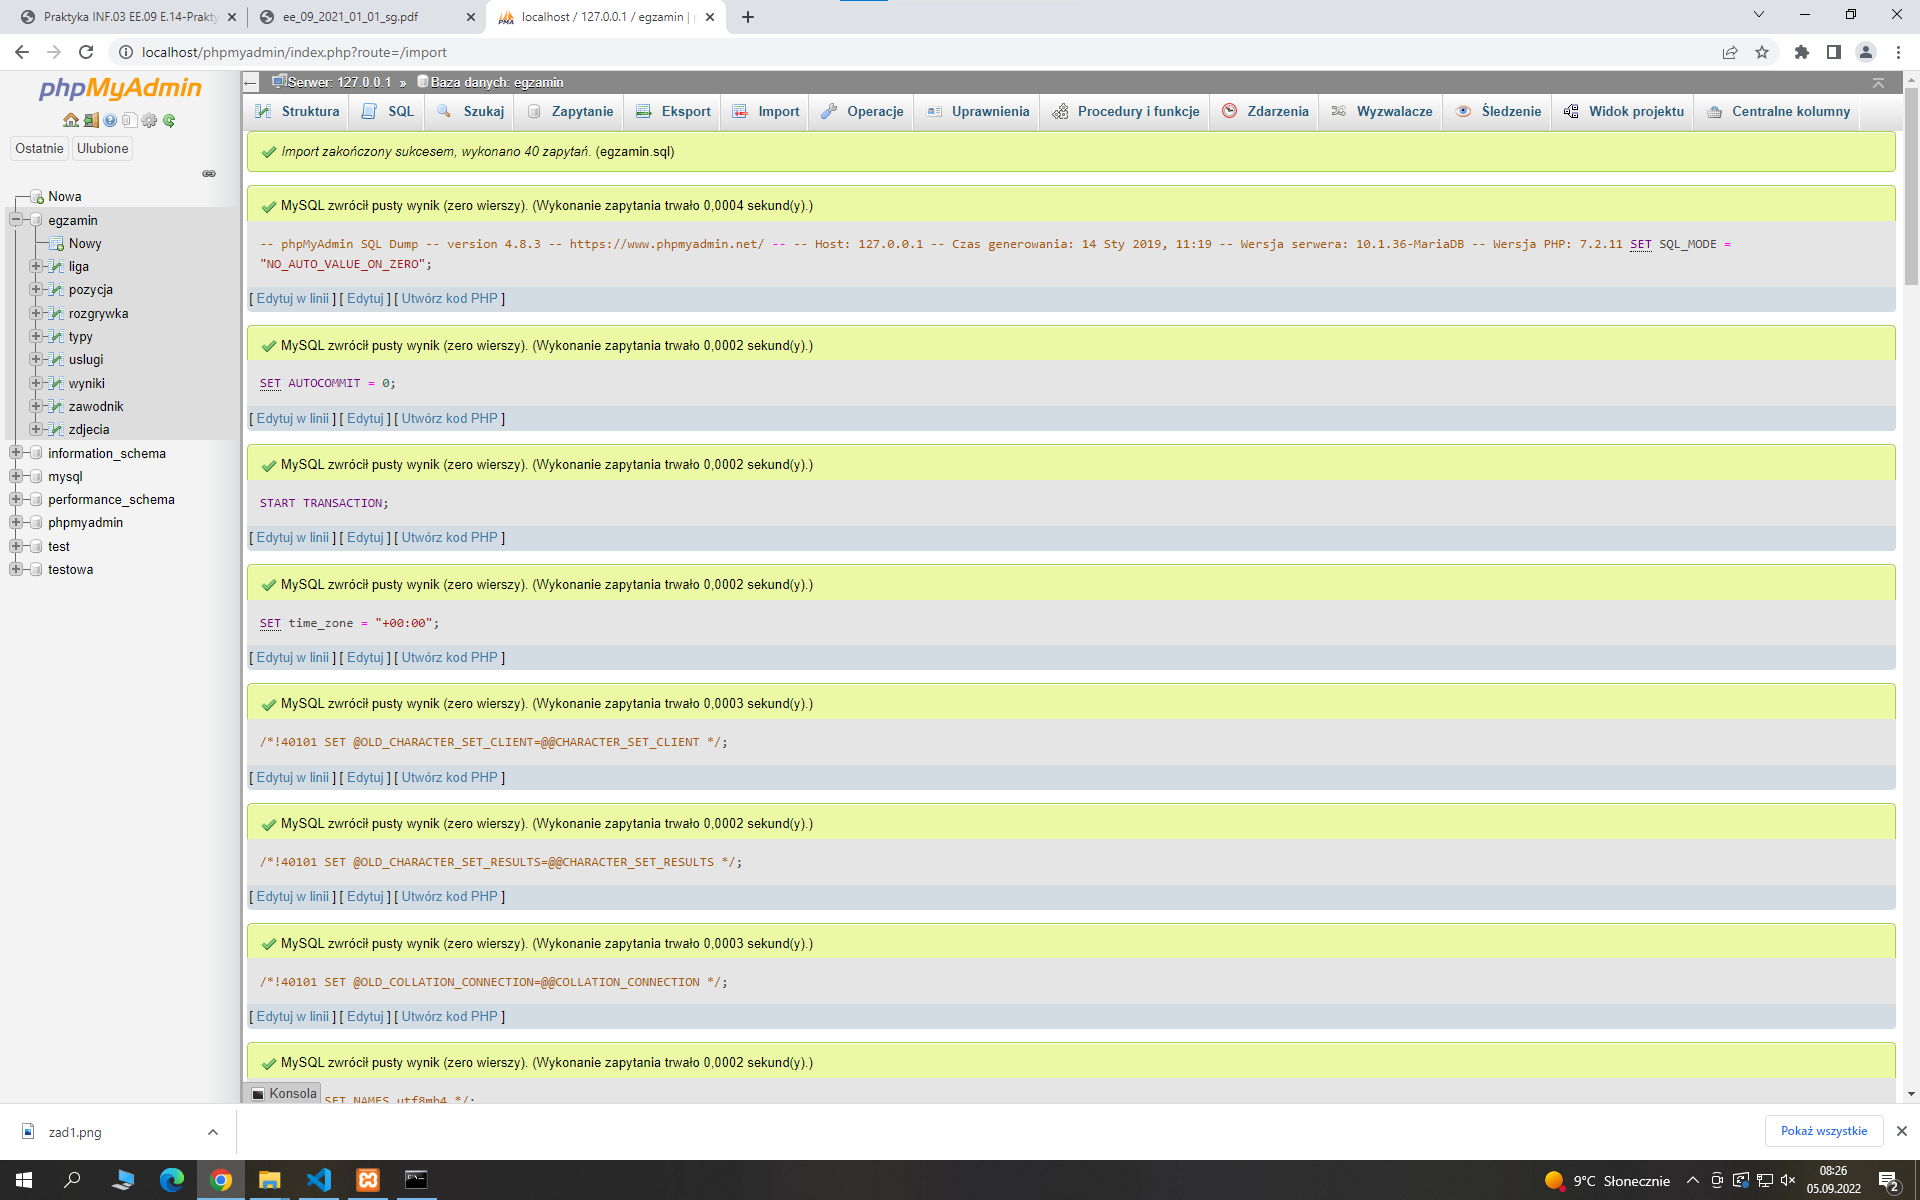 Praktyka INF.03 EE.09 E.14-Prakty
ee_09_2021_01_01_sg.pdf
localhost / 127.0.0.1 / egzamin |
localhost/phpmyadmin/index.php?route=/import
phpMyAdmin
Ostatnie
Ulubione
Nowa
egzamin
Nowy
liga
pozycja
rozgrywka
typy
uslugi
wyniki
zawodnik
zdjecia
information_schema
mysql
performance_schema
phpmyadmin
test
testowa
Serwer: 127.0.0.1 » Baza danych: egzamin
Struktura SQL Szukaj Zapytanie Eksport Import Operacje Uprawnienia Procedury i funkcje Zdarzenia Wyzwalacze Śledzenie Widok projektu Centralne kolumny
Import zakończony sukcesem, wykonano 40 zapytań. (egzamin.sql)
MySQL zwrócił pusty wynik (zero wierszy). (Wykonanie zapytania trwało 0,0004 sekund(y).)
-- phpMyAdmin SQL Dump -- version 4.8.3 -- https://www.phpmyadmin.net/ -- -- Host: 127.0.0.1 -- Czas generowania: 14 Sty 2019, 11:19 -- Wersja serwera: 10.1.36-MariaDB -- Wersja PHP: 7.2.11 SET SQL_MODE =
"NO_AUTO_VALUE_ON_ZERO";
[ Edytuj w linii ] [ Edytuj ] [ Utwórz kod PHP ]
MySQL zwrócił pusty wynik (zero wierszy). (Wykonanie zapytania trwało 0,0002 sekund(y).)
SET AUTOCOMMIT = 0;
[ Edytuj w linii ] [ Edytuj ] [ Utwórz kod PHP ]
MySQL zwrócił pusty wynik (zero wierszy). (Wykonanie zapytania trwało 0,0002 sekund(y).)
START TRANSACTION;
[ Edytuj w linii ] [ Edytuj ] [ Utwórz kod PHP ]
MySQL zwrócił pusty wynik (zero wierszy). (Wykonanie zapytania trwało 0,0002 sekund(y).)
SET time_zone = "+00:00";
[ Edytuj w linii ] [ Edytuj ] [ Utwórz kod PHP ]
MySQL zwrócił pusty wynik (zero wierszy). (Wykonanie zapytania trwało 0,0003 sekund(y).)
/*!40101 SET @OLD_CHARACTER_SET_CLIENT=@@CHARACTER_SET_CLIENT */;
[ Edytuj w linii ] [ Edytuj ] [ Utwórz kod PHP ]
MySQL zwrócił pusty wynik (zero wierszy). (Wykonanie zapytania trwało 0,0002 sekund(y).)
/*!40101 SET @OLD_CHARACTER_SET_RESULTS=@@CHARACTER_SET_RESULTS */;
[ Edytuj w linii ] [ Edytuj ] [ Utwórz kod PHP ]
MySQL zwrócił pusty wynik (zero wierszy). (Wykonanie zapytania trwało 0,0003 sekund(y).)
/*!40101 SET @OLD_COLLATION_CONNECTION=@@COLLATION_CONNECTION */;
[ Edytuj w linii ] [ Edytuj ] [ Utwórz kod PHP ]
MySQL zwrócił pusty wynik (zero wierszy). (Wykonanie zapytania trwało 0,0002 sekund(y).)
SET NAMES utf8mb4 */;
Konsola
zad1.png
Pokaż wszystkie
9°C Słonecznie
08:26
05.09.2022
2